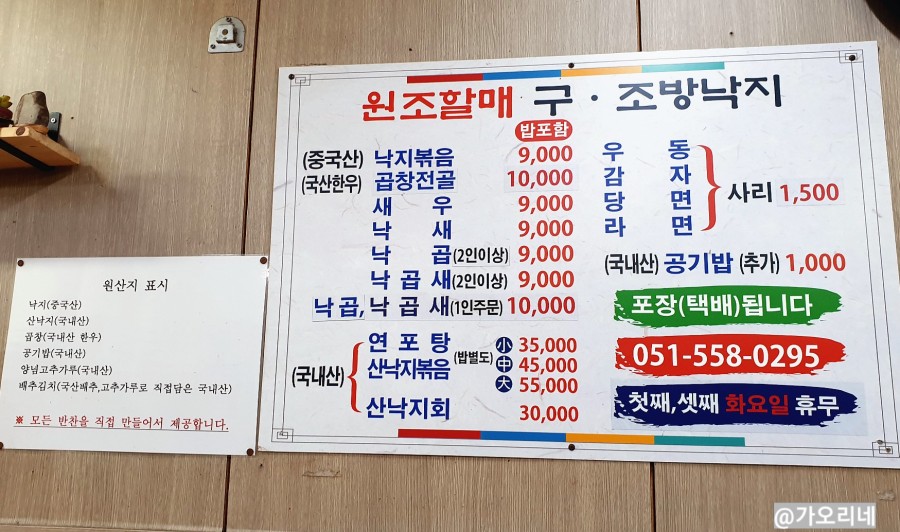 원조할매 구·조방낙지
밥포함
(중국산) 낙지볶음 9,000
(국산한우) 곱창전골 10,000
새우 9,000
낙새 9,000
낙곱(2인이상) 9,000
낙곱새(2인이상) 9,000
낙곱, 낙곱새(1인주문) 10,000
(국내산)
연포탕
산낙지볶음
(밥별도)
小 35,000
中 45,000
大 55,000
산낙지회 30,000
우동
감자
당면
라면
사리 1,500
(국내산) 공기밥 (추가) 1,000
포장(택배)됩니다
051-558-0295
첫째,셋째 화요일 휴무
원산지 표시
낙지(중국산)
산낙지(국내산)
곱창(국내산 한우)
공기밥(국내산)
양념고추가루(국내산)
배추김치(국산배추,고추가루로 직접담은 국내산)
※ 모든 반찬을 직접 만들어서 제공합니다.
@가오리네